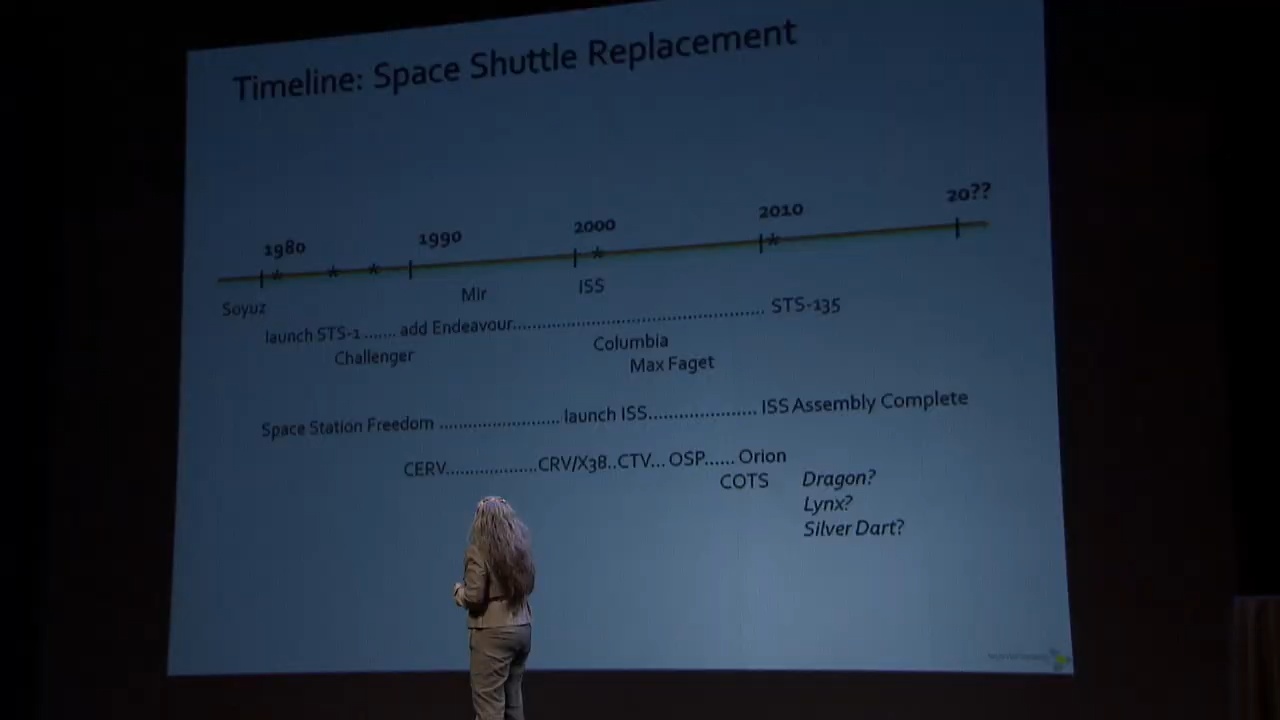 Timeline: Space Shuttle Replacement
1980 1990 2000 2010 20??
Soyuz Mir ISS
launch STS-1 ....... add Endeavour............................................................ STS-135
Challenger Columbia
Max Faget
Space Station Freedom ......................... launch ISS...................... ISS Assembly Complete
CERV...................CRV/X38..CTV... OSP...... Orion
COTS Dragon?
Lynx?
Silver Dart?